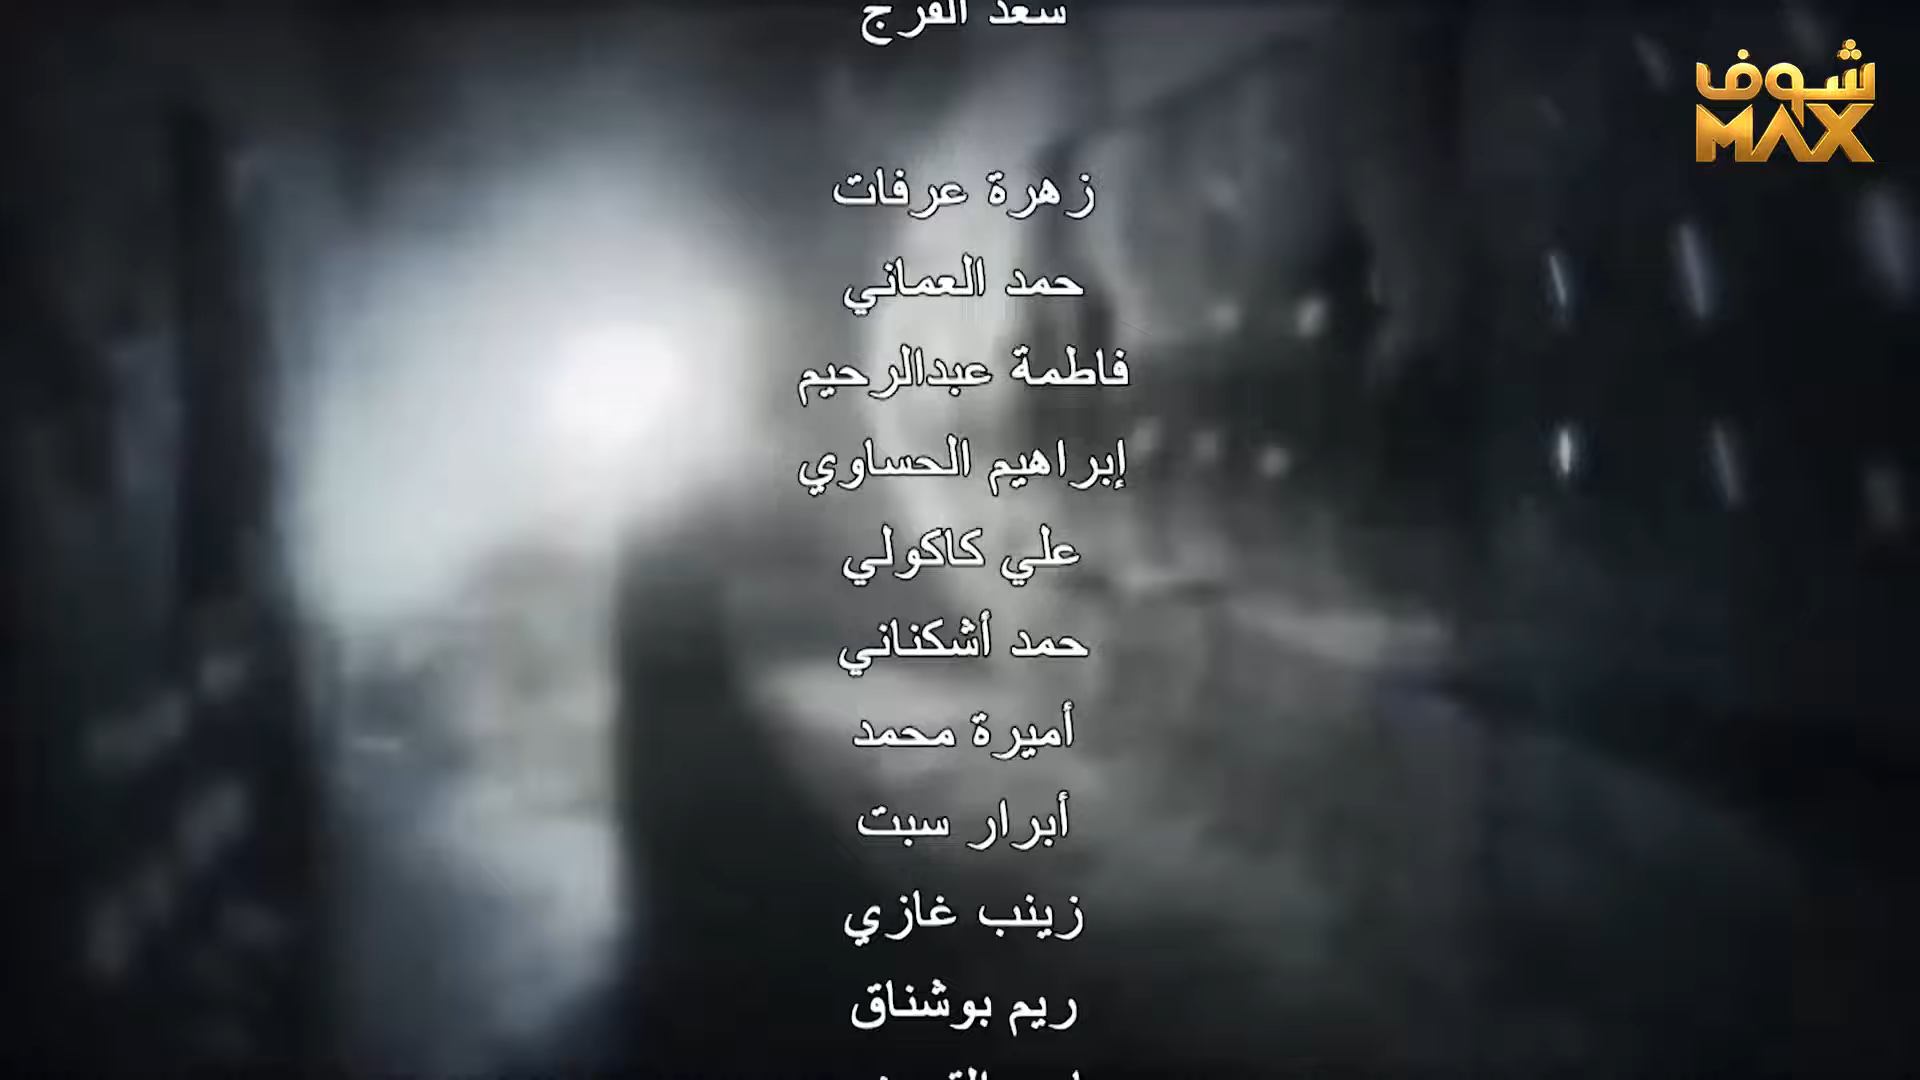 سعد الفرج
شوف
MAX
زهرة عرفات
حمد العماني
فاطمة عبدالرحيم
إبراهيم الحساوي
علي كاكولي
حمد أشكناني
أميرة محمد
أبرار سبت
زينب غازي
ريم بوشناق